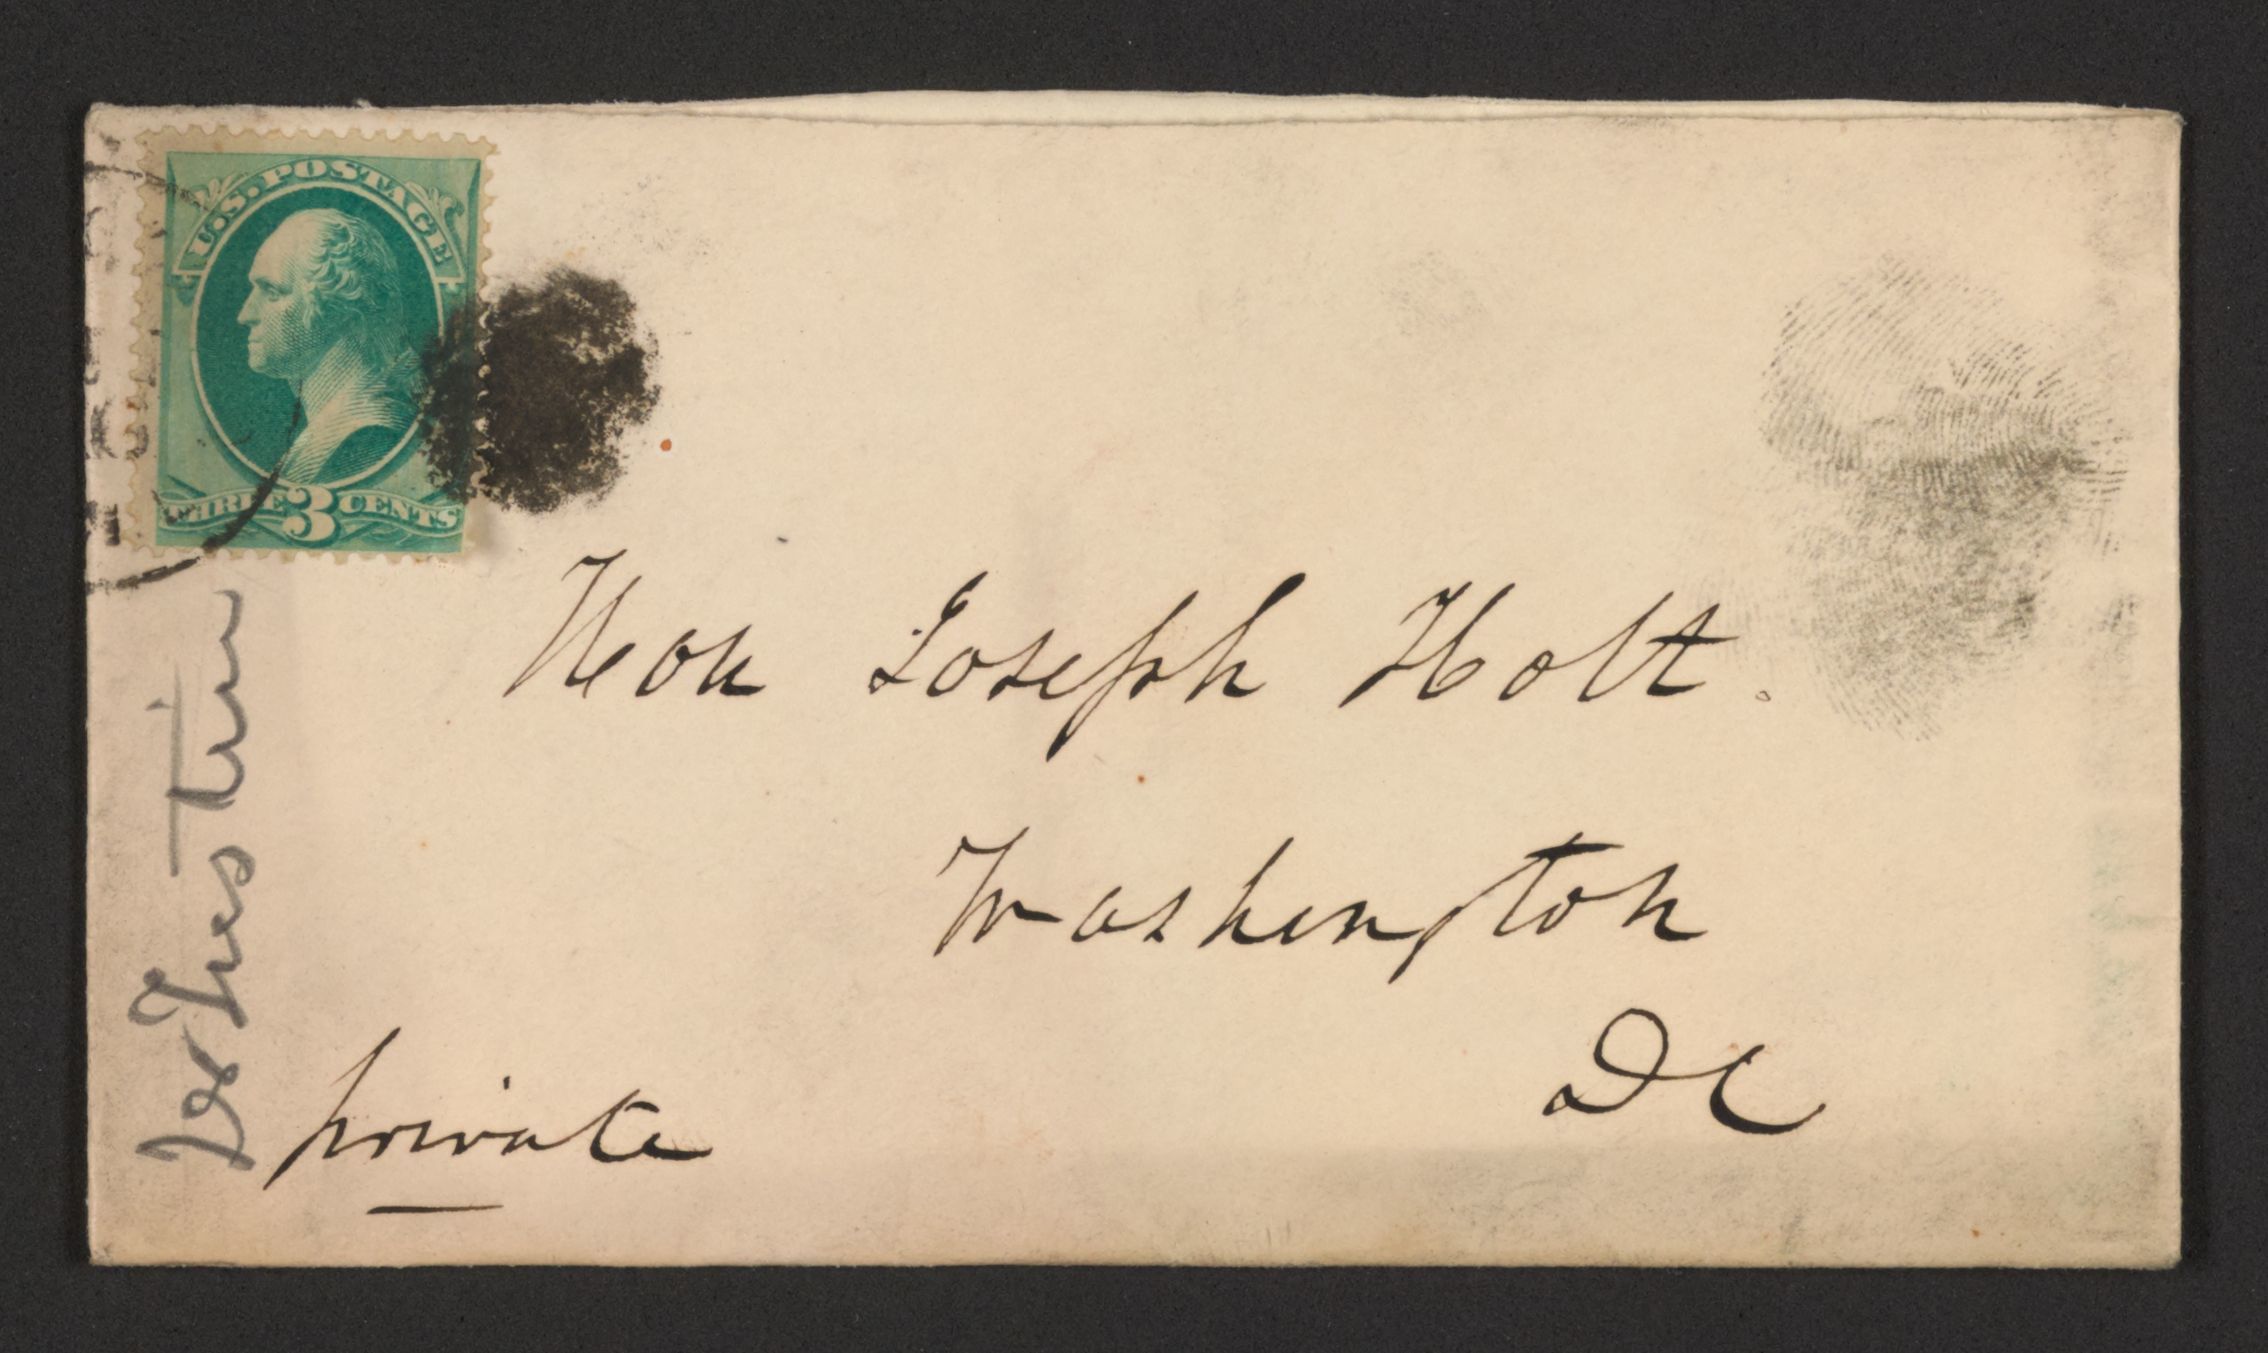 U.S. POSTAGE
THREE 3 CENTS
Hon Joseph Holt.
Washington
DC
private